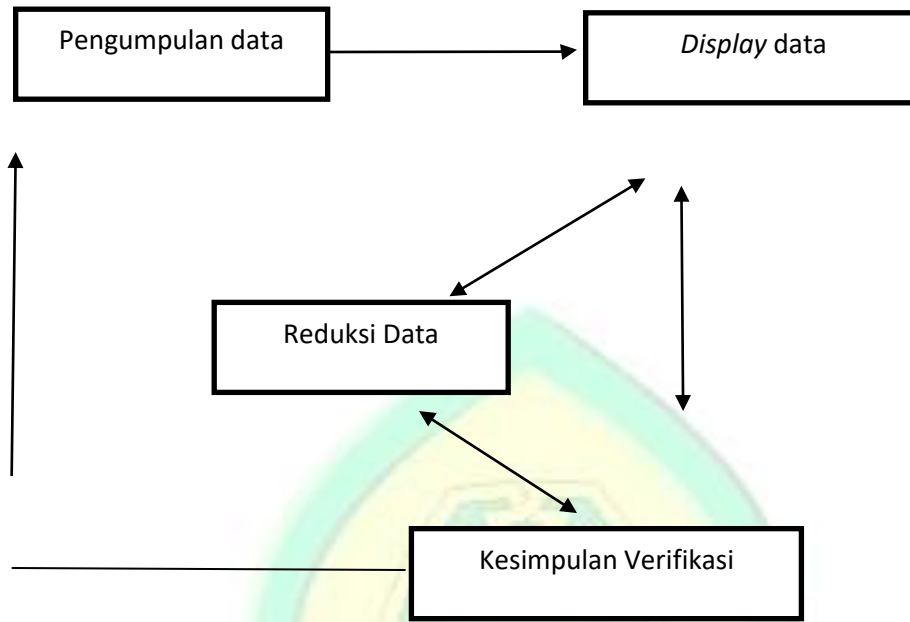 Pengumpulan data
Display data
Reduksi Data
Kesimpulan Verifikasi